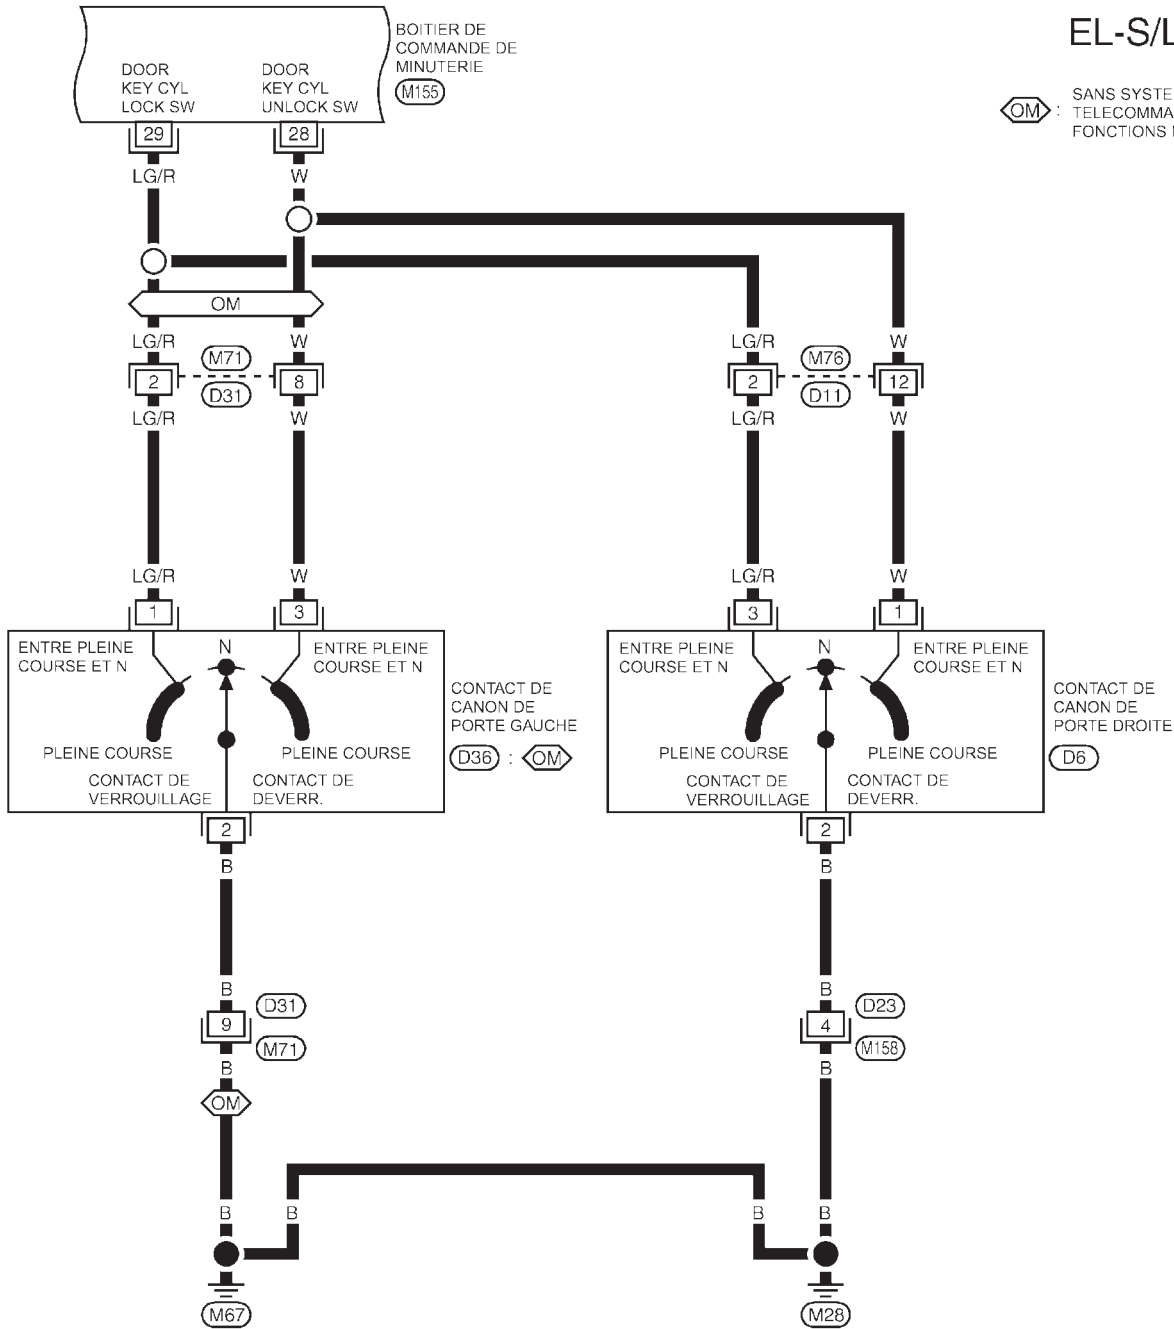 EL-S/L
BOITIER DE
COMMANDE DE
MINUTERIE
M155
DOOR
KEY CYL
LOCK SW
DOOR
KEY CYL
UNLOCK SW
OM : SANS SYSTE
TELECOMMA
FONCTIONS
29 28
LG/R W
OM
LG/R W LG/R W
M71 M76
2 8 2 12
D31 D11
LG/R W LG/R W
LG/R W LG/R W
1 3 3 1
ENTRE PLEINE
COURSE ET N
N
ENTRE PLEINE
COURSE ET N
PLEINE COURSE PLEINE COURSE
CONTACT DE
VERROUILLAGE
CONTACT DE
DEVERR.
CONTACT DE
CANON DE
PORTE GAUCHE
D36 : OM
ENTRE PLEINE
COURSE ET N
N
ENTRE PLEINE
COURSE ET N
PLEINE COURSE PLEINE COURSE
CONTACT DE
VERROUILLAGE
CONTACT DE
DEVERR.
CONTACT DE
CANON DE
PORTE DROITE
D6
2 2
B B
B B
D31 D23
9 4
M71 M158
B B
OM
B B B B
M67 M28